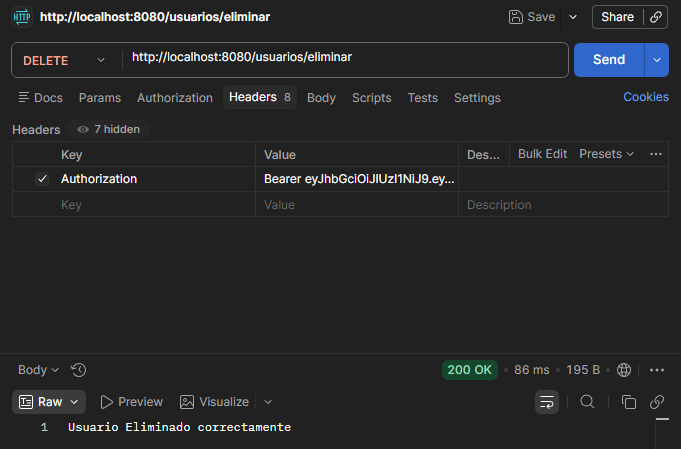 HTTP http://localhost:8080/usuarios/eliminar Save Share
DELETE http://localhost:8080/usuarios/eliminar Send
Docs Params Authorization Headers 8 Body Scripts Tests Settings Cookies
Headers 7 hidden
Key Value Des... Bulk Edit Presets
Authorization Bearer eyJhbGciOiJIUzI1NiJ9.ey...
Key Value Description
Body 200 OK 86 ms 195 B
Raw Preview Visualize
1 Usuario Eliminado correctamente